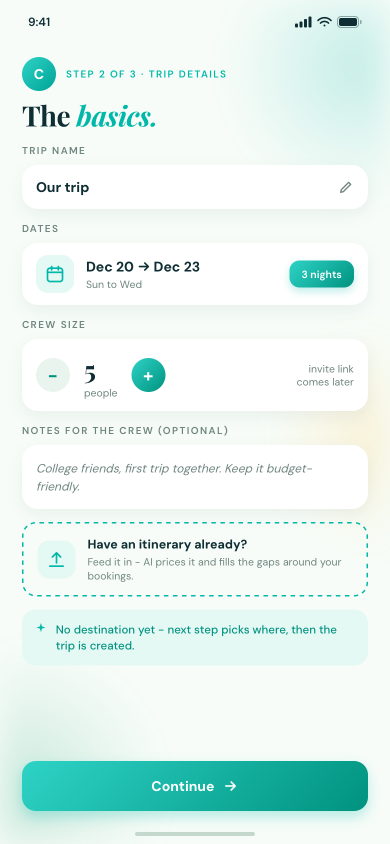 9:41
C
STEP 2 OF 3 · TRIP DETAILS
The basics.
TRIP NAME
Our trip
DATES
Dec 20 → Dec 23
Sun to Wed
3 nights
CREW SIZE
−
5
people
+
invite link
comes later
NOTES FOR THE CREW (OPTIONAL)
College friends, first trip together. Keep it budget-
friendly.
Have an itinerary already?
Feed it in - AI prices it and fills the gaps around your
bookings.
No destination yet - next step picks where, then the
trip is created.
Continue →